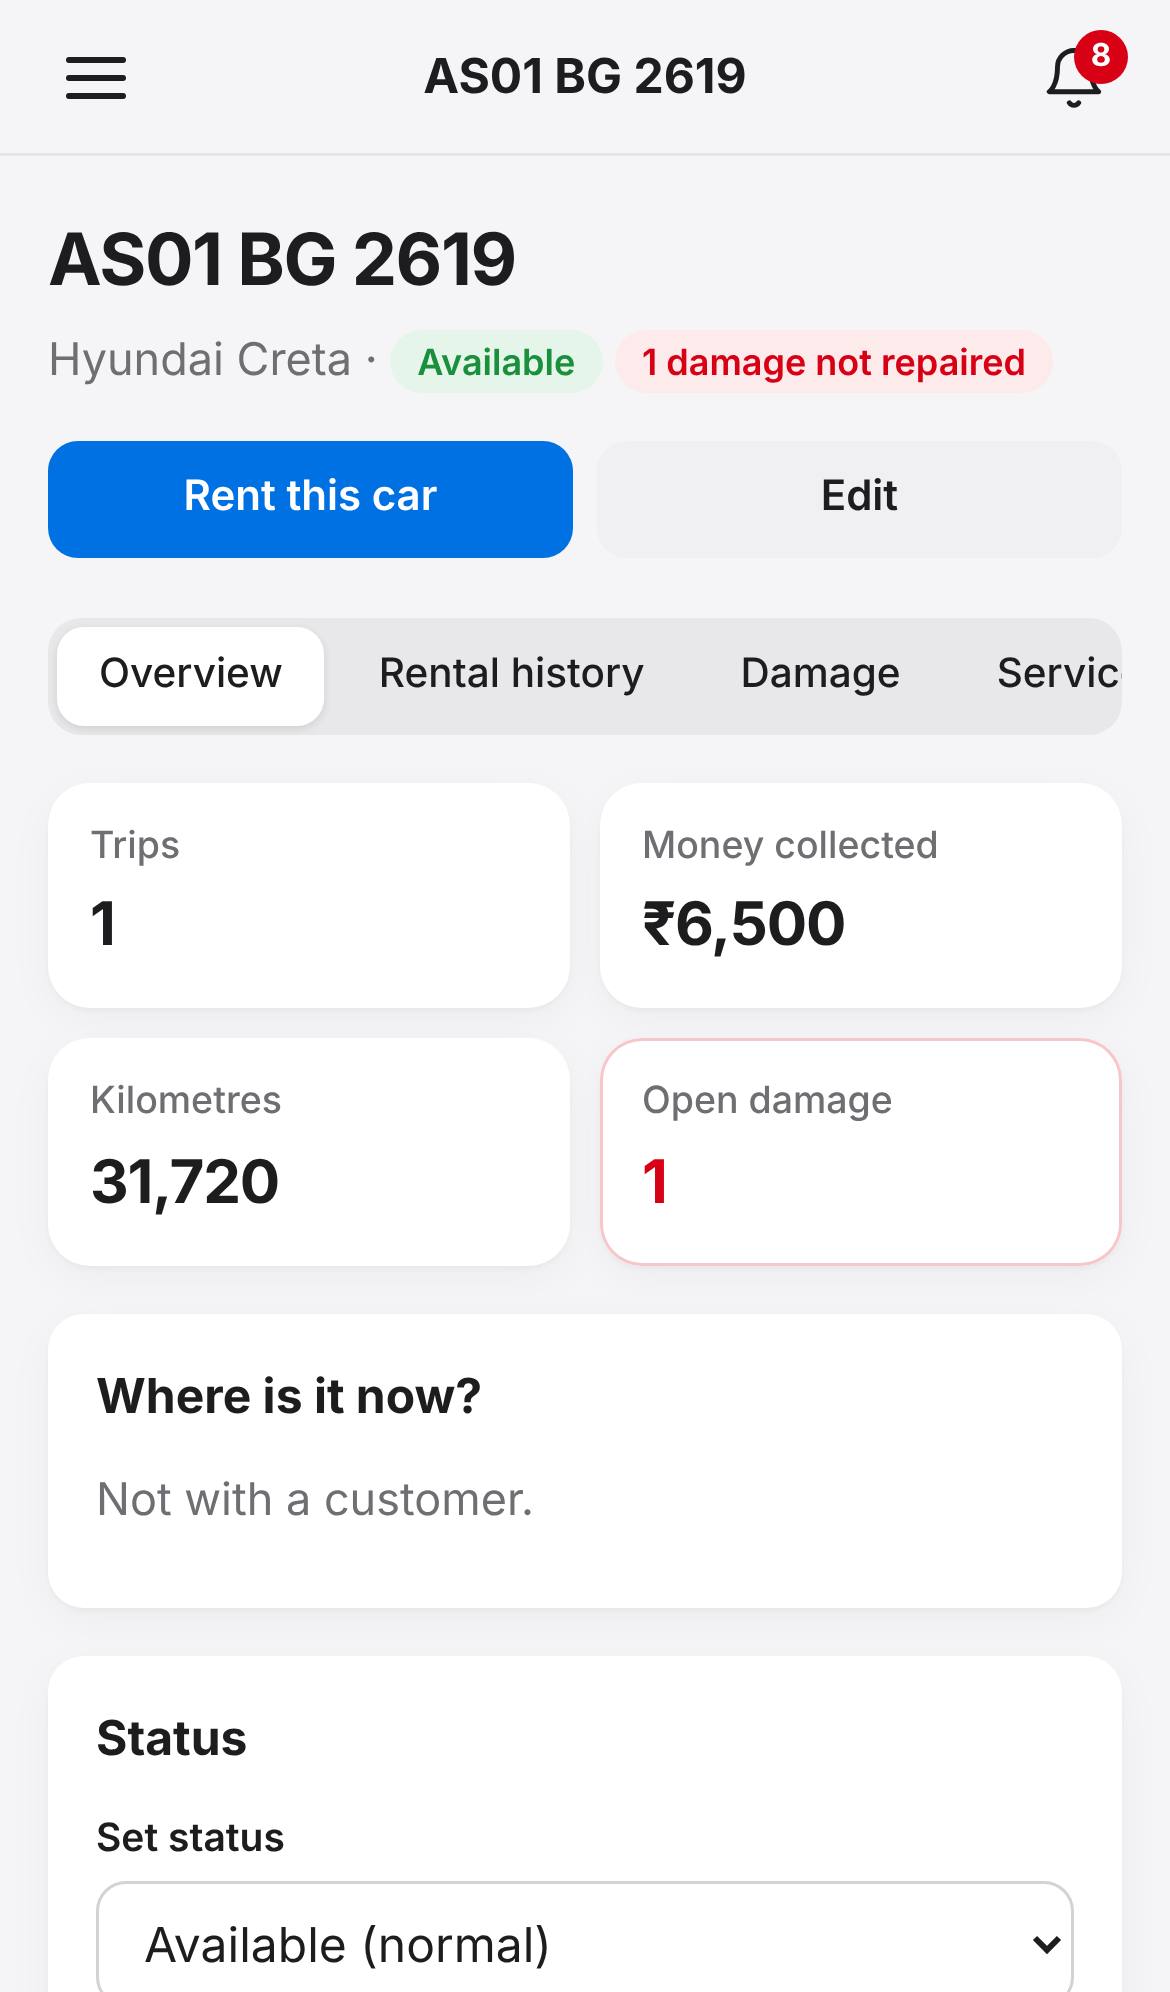 AS01 BG 2619
8
AS01 BG 2619
Hyundai Creta · Available 1 damage not repaired
Rent this car Edit
Overview Rental history Damage
Trips
1
Money collected
₹6,500
Kilometres
31,720
Open damage
1
Where is it now?
Not with a customer.
Status
Set status
Available (normal)